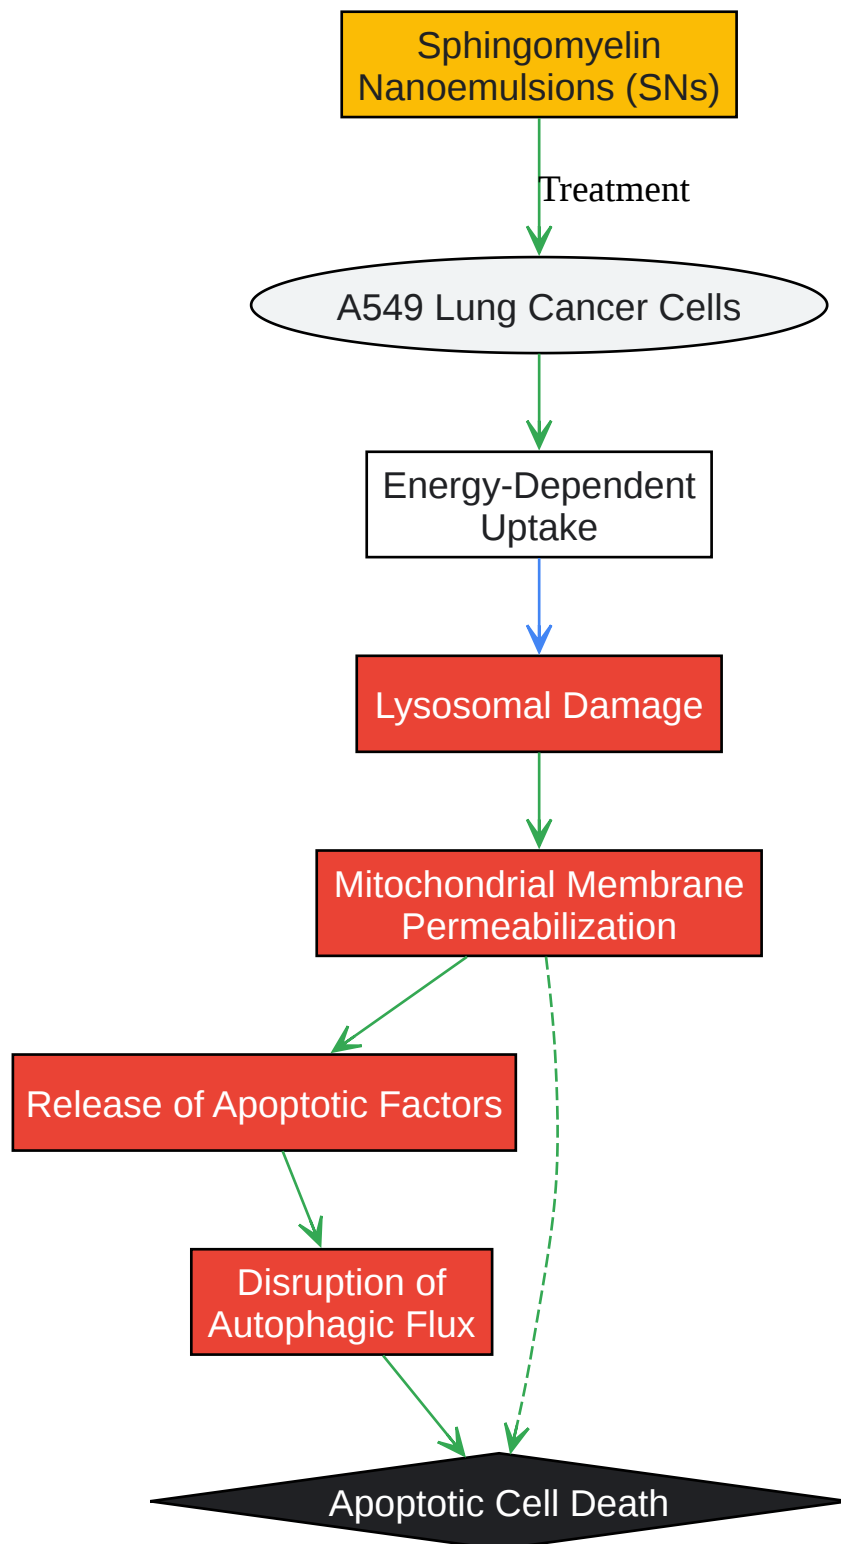 Sphingomyelin
Nanoemulsions (SNs)
Treatment
A549 Lung Cancer Cells
Energy-Dependent
Uptake
Lysosomal Damage
Mitochondrial Membrane
Permeabilization
Release of Apoptotic Factors
Disruption of
Autophagic Flux
Apoptotic Cell Death